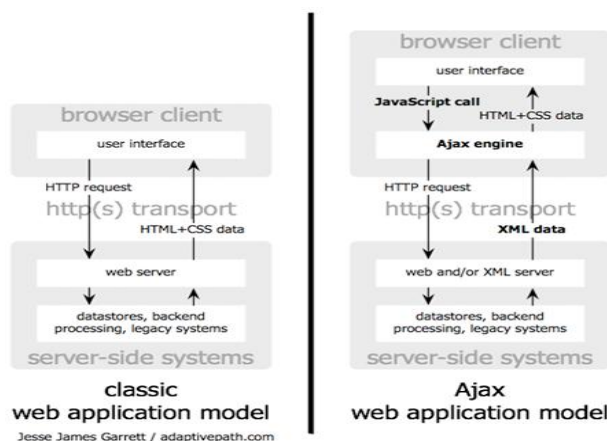 browser client
user interface
HTTP request
http(s) transport
HTML+CSS data
web server
datastores, backend
processing, legacy systems
server-side systems
classic
web application model
Jesse James Garrett / adaptivepath.com
browser client
user interface
JavaScript call
HTML+CSS data
Ajax engine
HTTP request
http(s) transport
XML data
web and/or XML server
datastores, backend
processing, legacy systems
server-side systems
Ajax
web application model